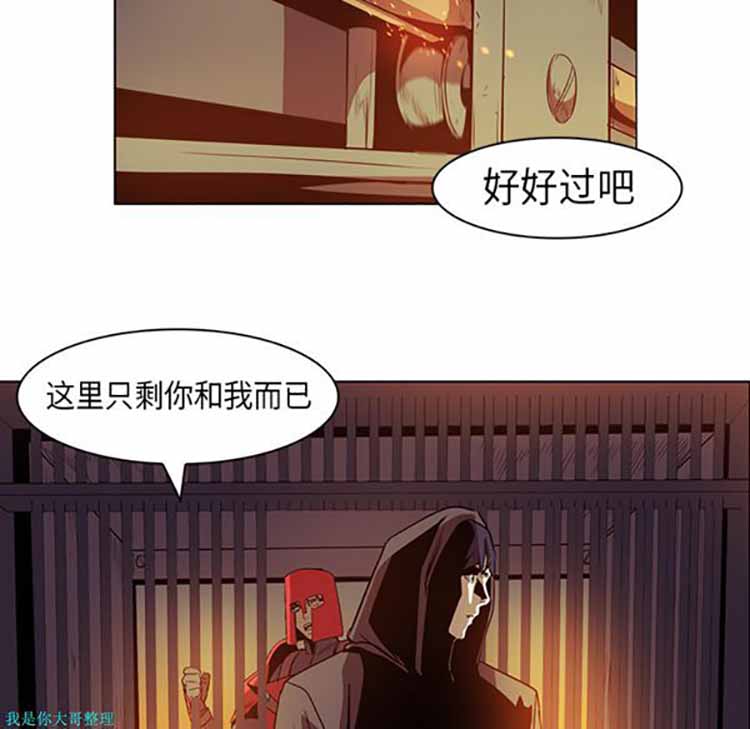 好好过吧
这里只剩你和我而已
我是你大哥整理